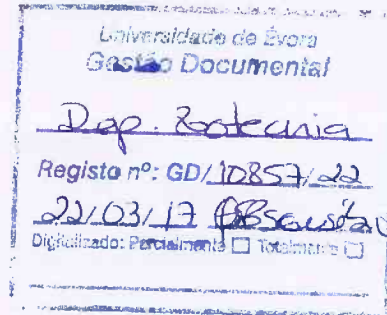 Universidade de Évora
Gestão Documental
Dep. Zootecnia
Registo nº: GD/10857/22
22/03/17
Digitalizado: Parcialmente ☐ Totalmente ☐